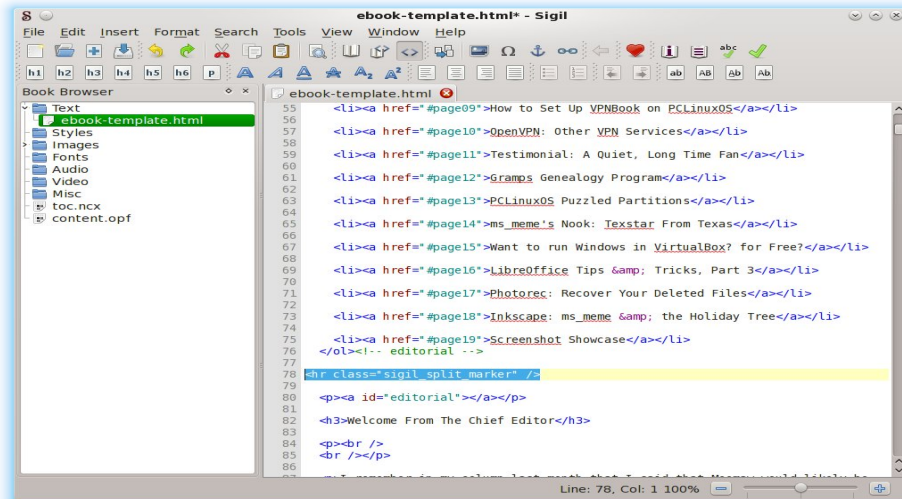 ebook-template.html* - Sigil
File Edit Insert Format Search Tools View Window Help
h1 h2 h3 h4 h5 h6 P A A A A A₂ A² ab AB Ab Ab
Book Browser
ebook-template.html
Text
ebook-template.html
Styles
Images
Fonts
Audio
Video
Misc
toc.ncx
content.opf
55 <li><a href="#page09">How to Set Up VPNBook on PCLinuxOS</a></li>
56
57 <li><a href="#page10">OpenVPN: Other VPN Services</a></li>
58
59 <li><a href="#page11">Testimonial: A Quiet, Long Time Fan</a></li>
60
61 <li><a href="#page12">Gramps Genealogy Program</a></li>
62
63 <li><a href="#page13">PCLinuxOS Puzzled Partitions</a></li>
64
65 <li><a href="#page14">ms_meme's Nook: Texstar From Texas</a></li>
66
67 <li><a href="#page15">Want to run Windows in VirtualBox? for Free?</a></li>
68
69 <li><a href="#page16">LibreOffice Tips &amp; Tricks, Part 3</a></li>
70
71 <li><a href="#page17">Photorec: Recover Your Deleted Files</a></li>
72
73 <li><a href="#page18">Inkscape: ms_meme &amp; the Holiday Tree</a></li>
74
75 <li><a href="#page19">Screenshot Showcase</a></li>
76 </ol><!-- editorial -->
77
78 <hr class="sigil_split_marker" />
79
80 <p><a id="editorial"></a></p>
81
82 <h3>Welcome From The Chief Editor</h3>
83
84 <p><br />
85 <br /></p>
86
Line: 78, Col: 1 100%